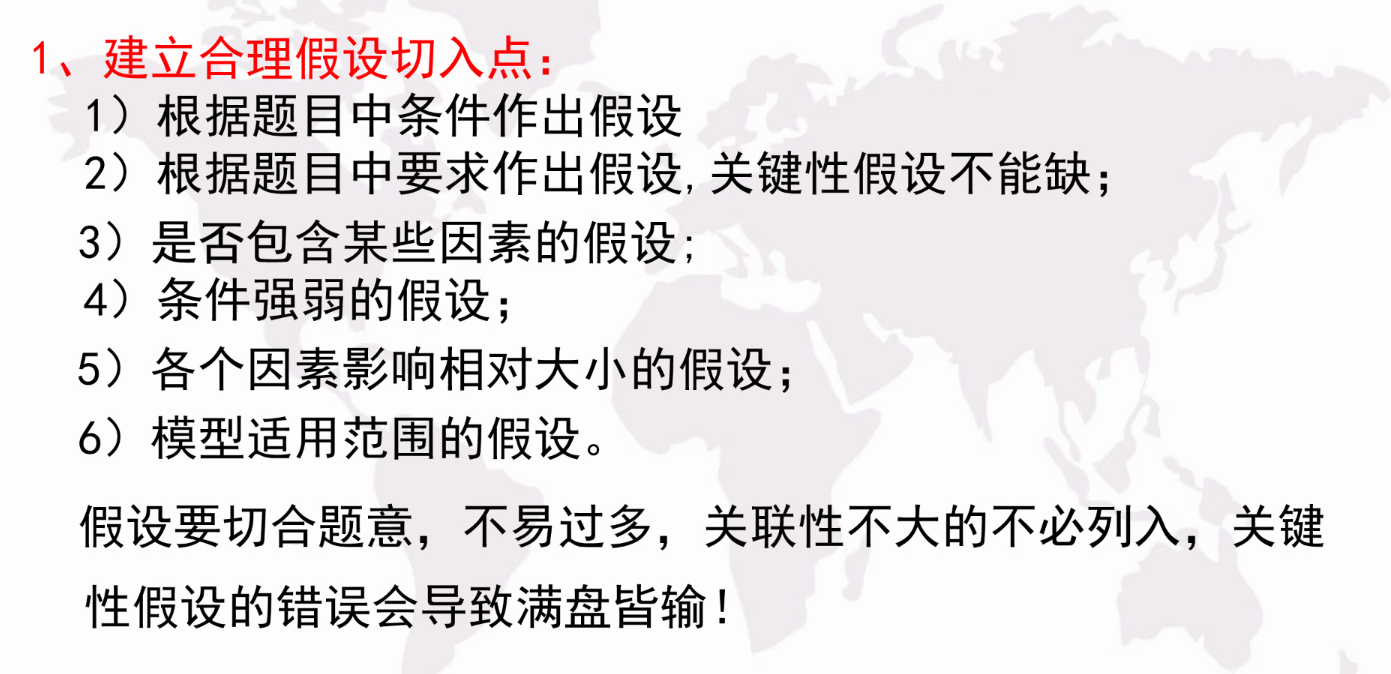 1、建立合理假设切入点：
1）根据题目中条件作出假设
2）根据题目中要求作出假设,关键性假设不能缺；
3）是否包含某些因素的假设;
4）条件强弱的假设；
5）各个因素影响相对大小的假设；
6）模型适用范围的假设。
假设要切合题意，不易过多，关联性不大的不必列入，关键
性假设的错误会导致满盘皆输！